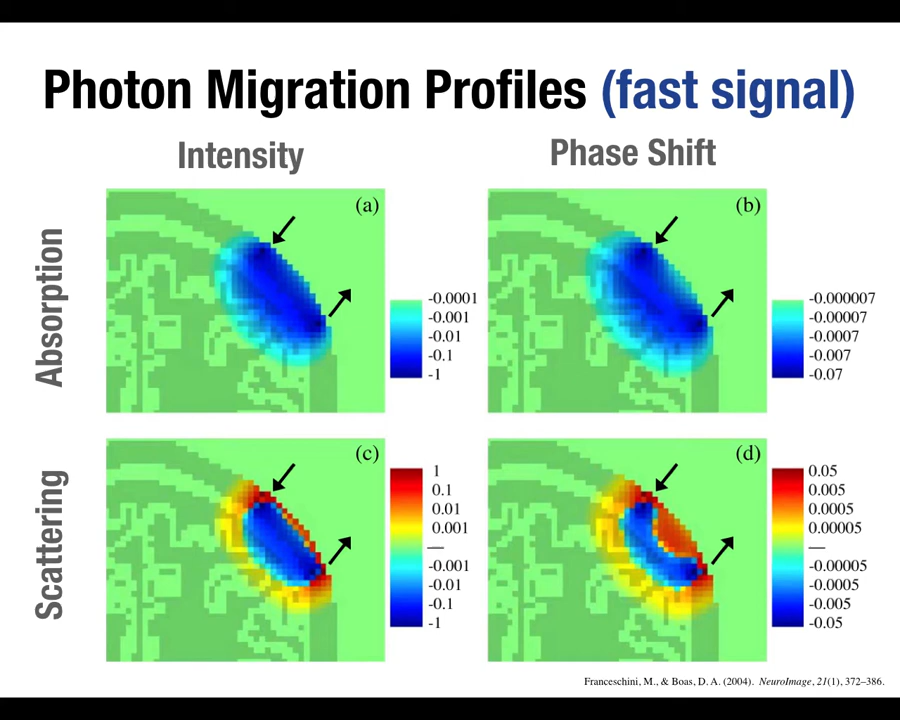 Photon Migration Profiles (fast signal)
Intensity
Phase Shift
Absorption
(a)
-0.0001
-0.001
-0.01
-0.1
-1
(b)
-0.000007
-0.00007
-0.0007
-0.007
-0.07
Scattering
(c)
1
0.1
0.01
0.001
—
-0.001
-0.01
-0.1
-1
(d)
0.05
0.005
0.0005
0.00005
—
-0.00005
-0.0005
-0.005
-0.05
Franceschini, M., & Boas, D. A. (2004). NeuroImage, 21(1), 372–386.